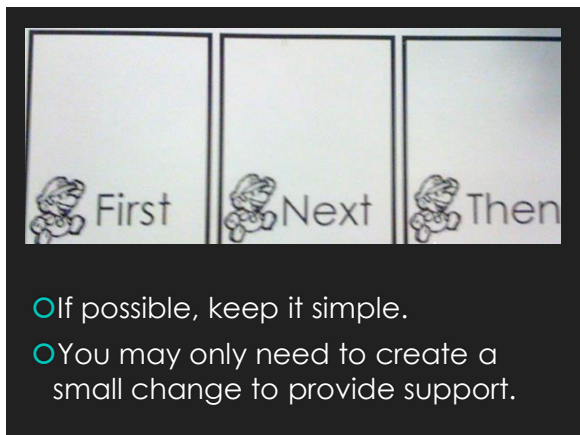 First Next Then
If possible, keep it simple.
You may only need to create a
small change to provide support.